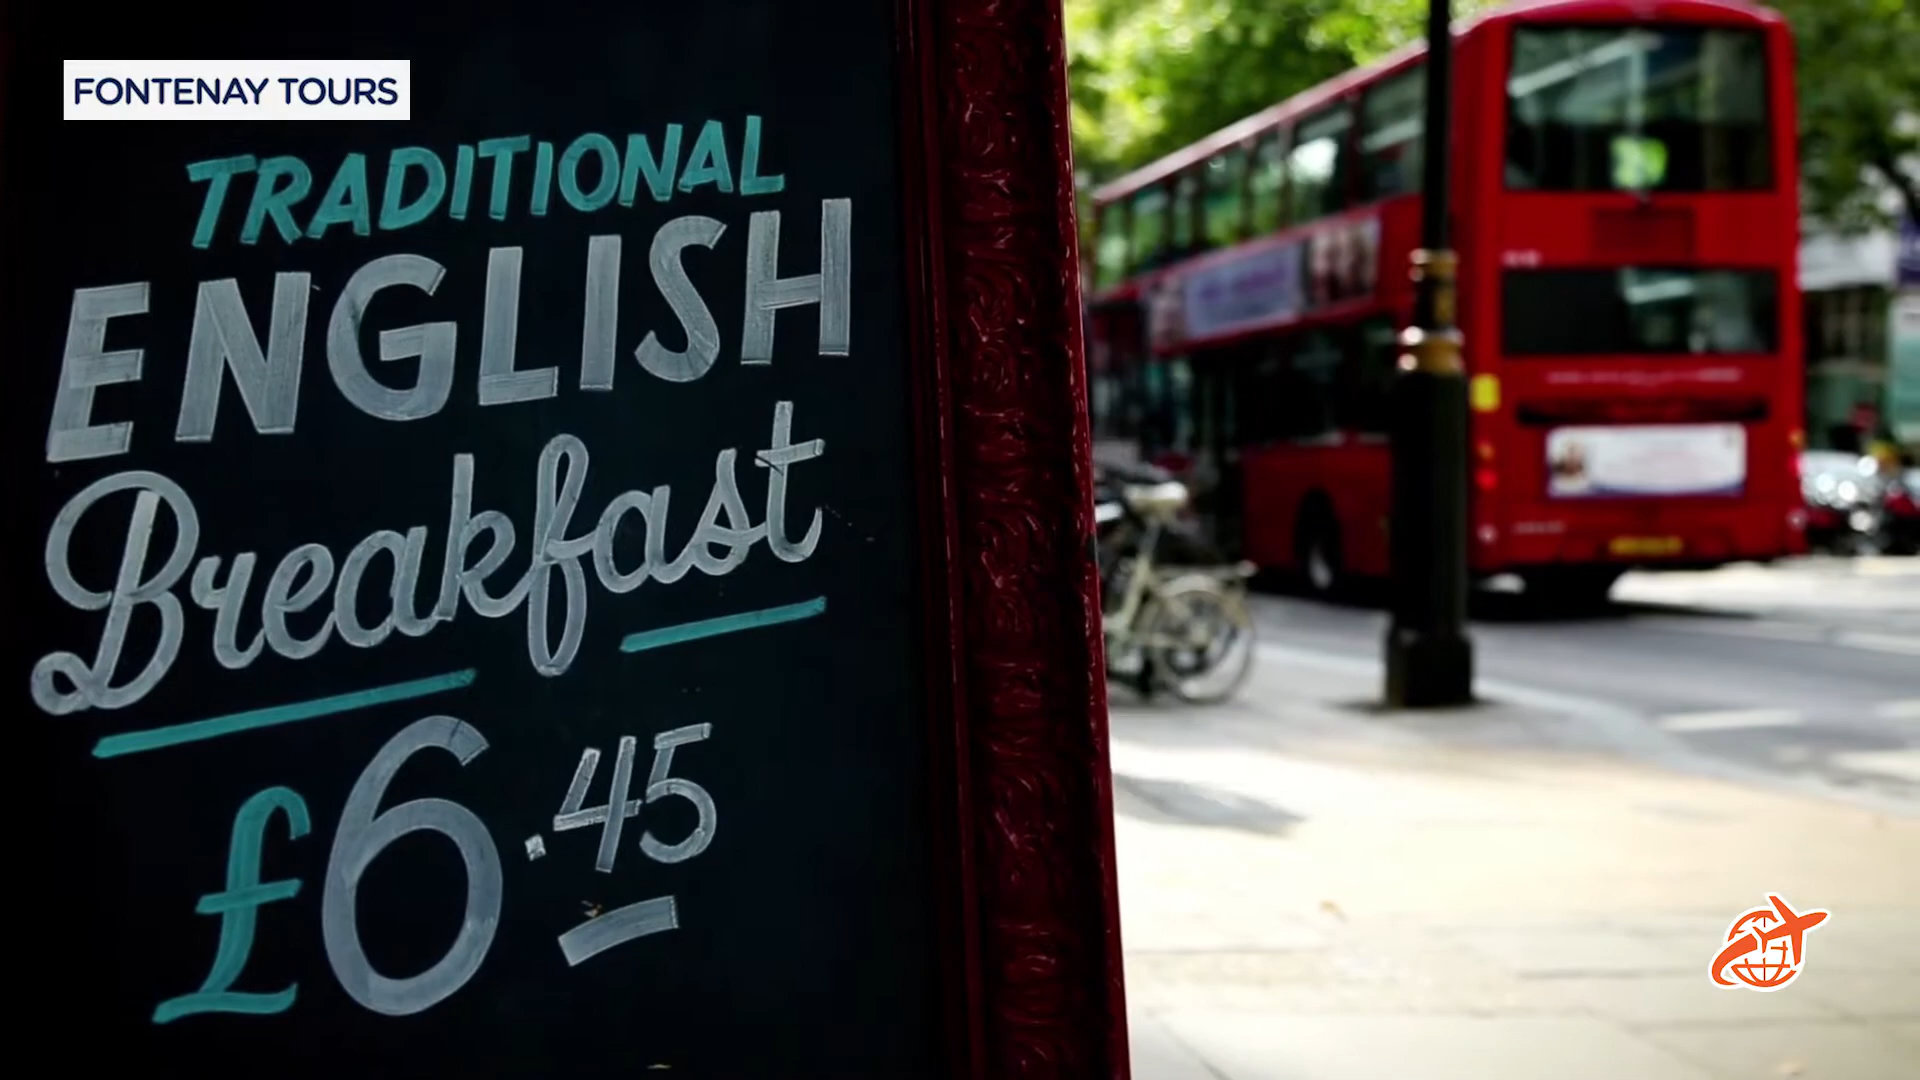 FONTENAY TOURS
TRADITIONAL
ENGLISH
Breakfast
£6.45